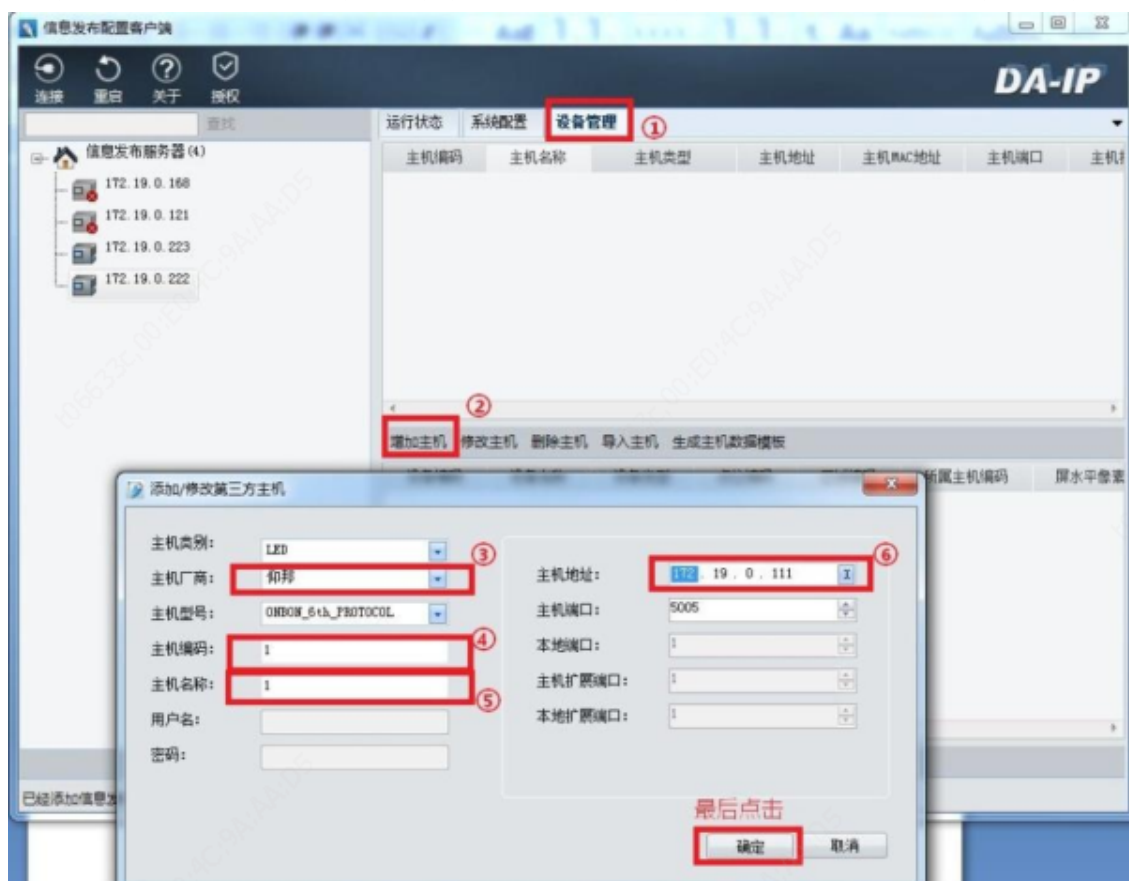 信息发布配置客户端
连接 重启 关于 授权
DA-IP
查找
运行状态 系统配置 设备管理 ①
信息发布服务器(4)
172.19.0.168
172.19.0.121
172.19.0.223
172.19.0.222
主机编码 主机名称 主机类型 主机地址 主机MAC地址 主机端口
②
增加主机 修改主机 删除主机 导入主机 生成主机数据模板
所属主机编码 屏水平像素
添加/修改第三方主机
主机类别: LED
③
主机厂商: 仰邦
主机型号: ONBON_6th_PROTOCOL
④
主机编码: 1
主机名称: 1
⑤
用户名:
密码:
⑥
主机地址: 172 . 19 . 0 . 111
主机端口: 5005
本地端口: 1
主机扩展端口: 1
本地扩展端口: 1
最后点击
确定 取消